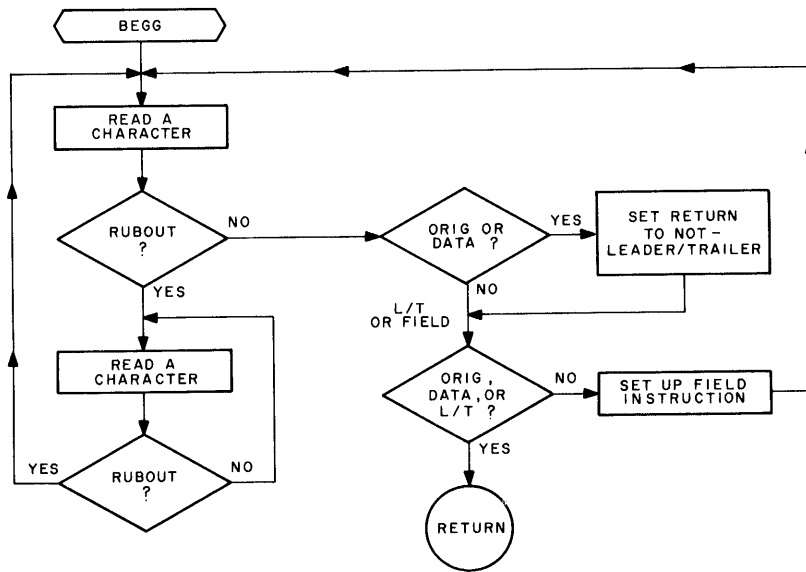 BEGG
READ A
CHARACTER
RUBOUT
?
NO
YES
READ A
CHARACTER
RUBOUT
?
YES
NO
ORIG OR
DATA ?
YES
SET RETURN
TO NOT-
LEADER/TRAILER
NO
L/T
OR FIELD
ORIG,
DATA, OR
L/T ?
NO
SET UP FIELD
INSTRUCTION
YES
RETURN